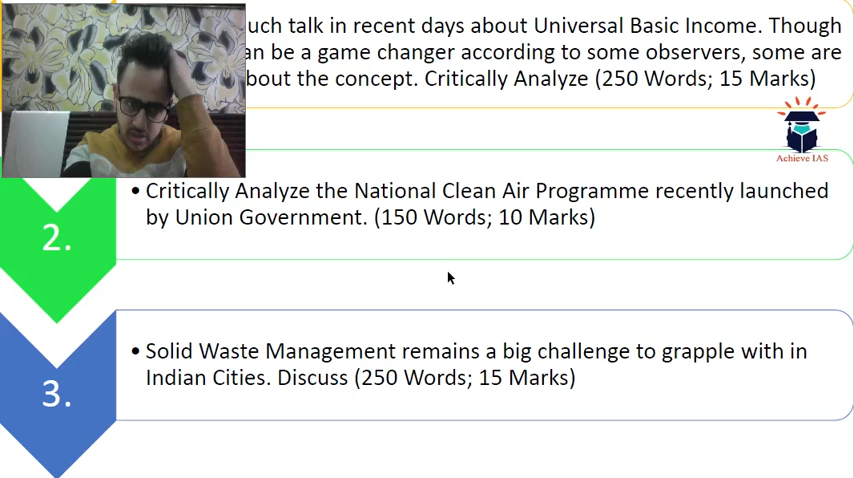 uch talk in recent days about Universal Basic Income. Though
an be a game changer according to some observers, some are
bout the concept. Critically Analyze (250 Words; 15 Marks)
Achieve IAS
2.
• Critically Analyze the National Clean Air Programme recently launched
by Union Government. (150 Words; 10 Marks)
3.
• Solid Waste Management remains a big challenge to grapple with in
Indian Cities. Discuss (250 Words; 15 Marks)